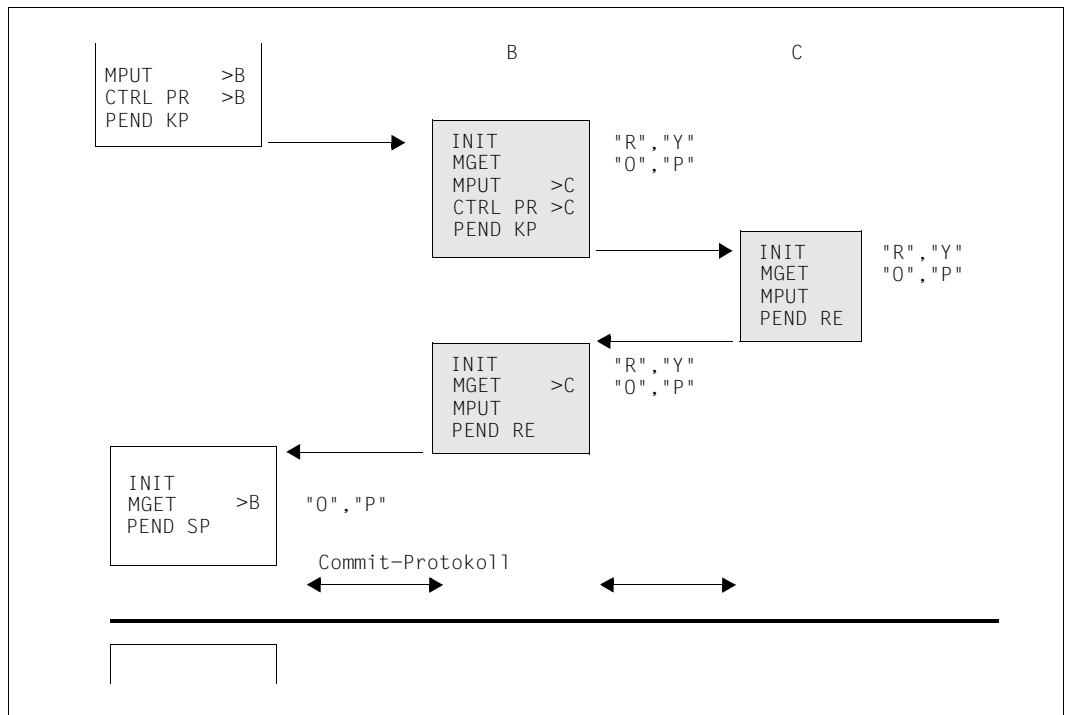 B C
MPUT >B
CTRL PR >B
PEND KP
INIT
MGET
MPUT >C
CTRL PR >C
PEND KP
"R","Y"
"O","P"
INIT
MGET
MPUT
PEND RE
"R","Y"
"O","P"
INIT
MGET >C
MPUT
PEND RE
"R","Y"
"O","P"
INIT
MGET >B
PEND SP
"O","P"
Commit-Protokoll